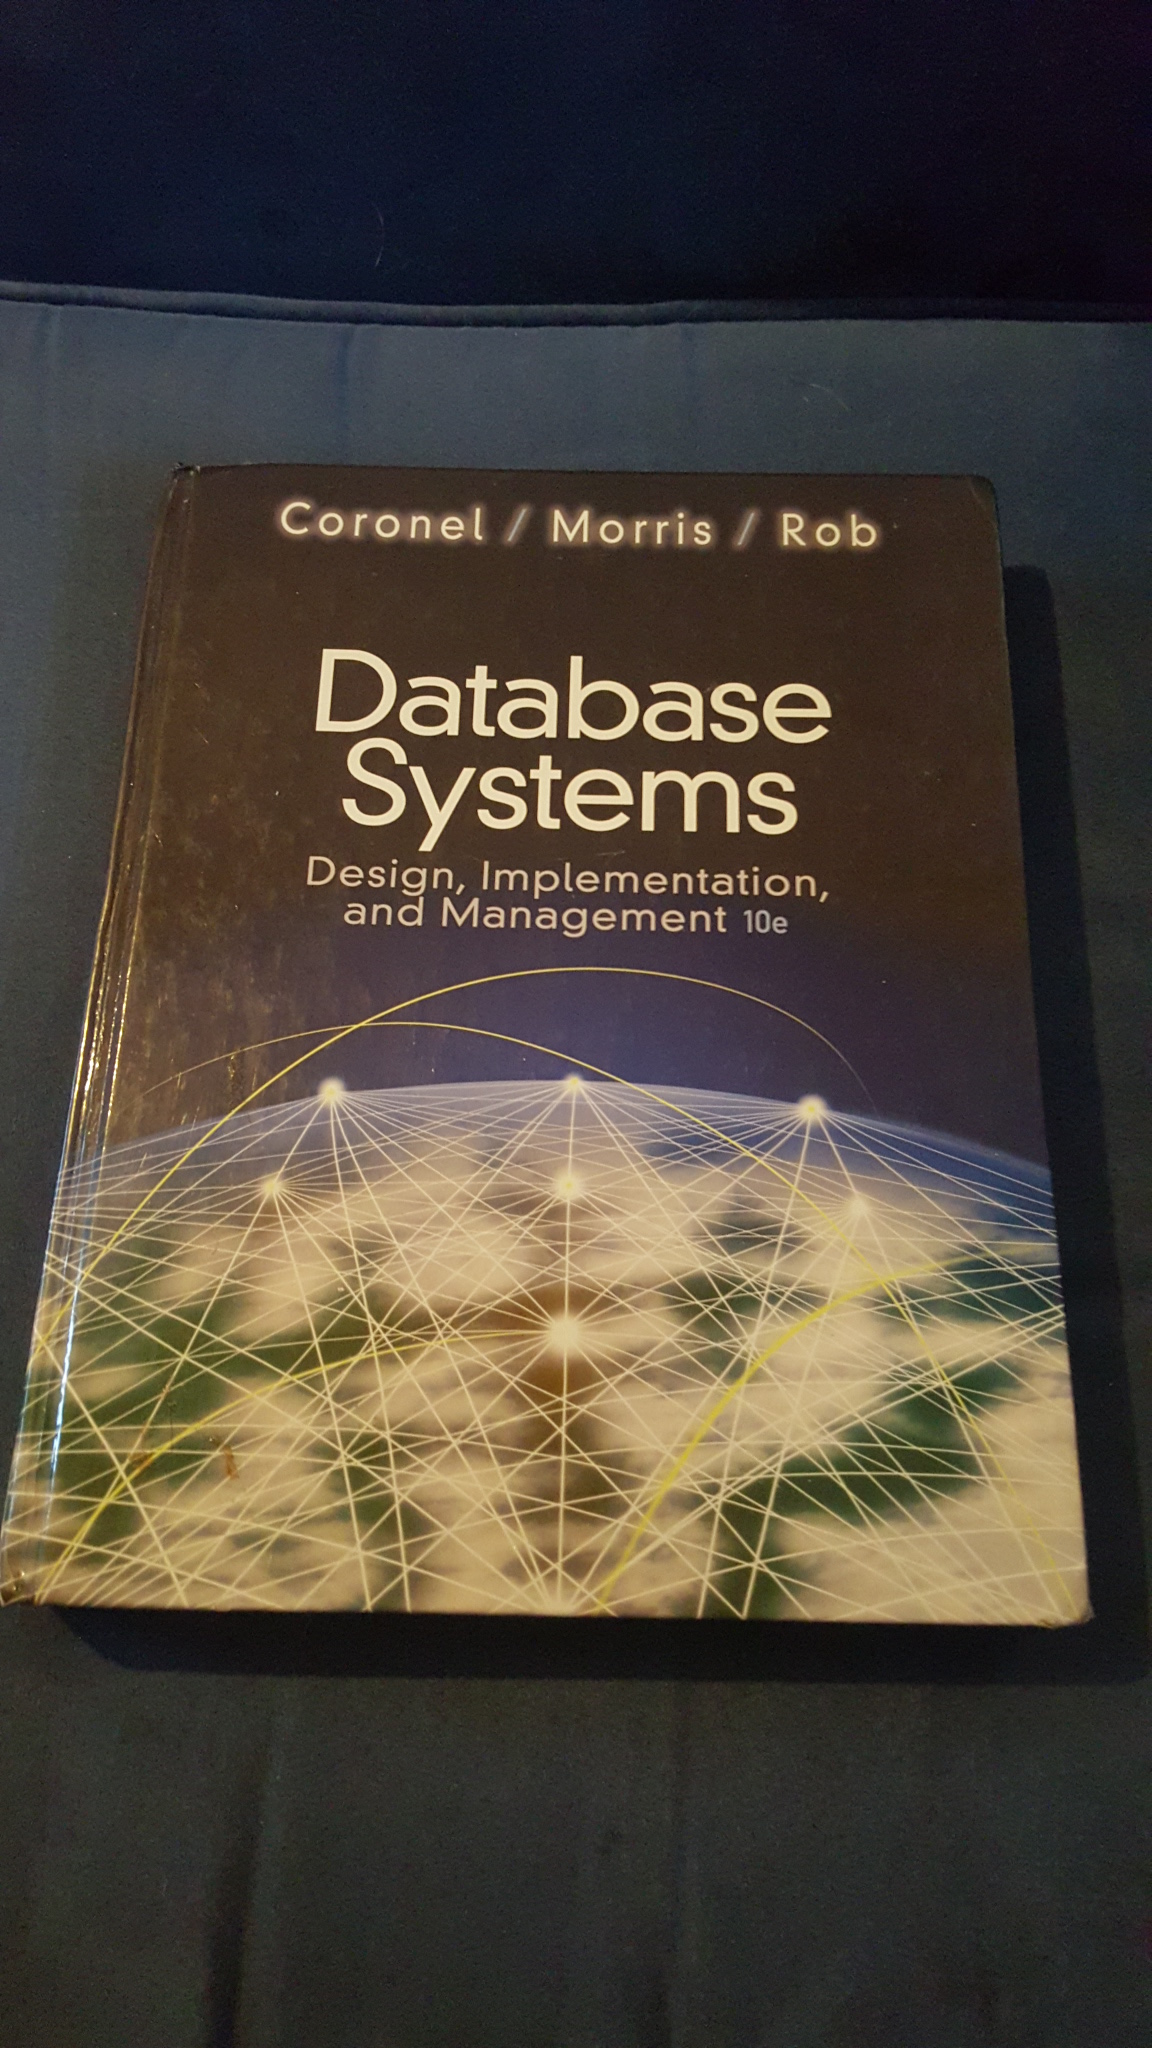 Coronel / Morris / Rob
Database
Systems
Design, Implementation,
and Management 10e